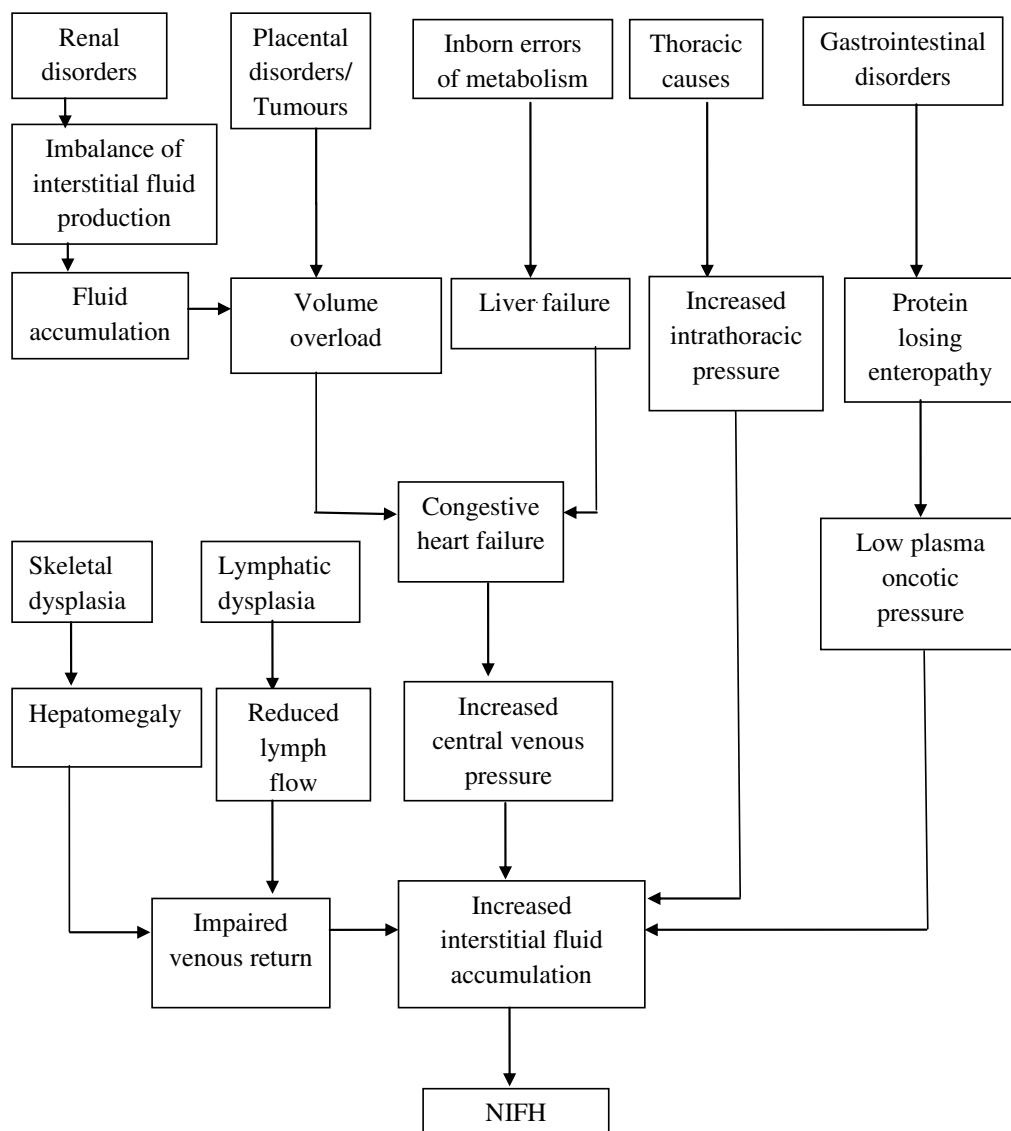 Renal
disorders
Placental
disorders/
Tumours
Inborn errors
of metabolism
Thoracic
causes
Gastrointestinal
disorders
Imbalance of
interstitial fluid
production
Fluid
accumulation
Volume
overload
Liver failure
Increased
intrathoracic
pressure
Protein
losing
enteropathy
Congestive
heart failure
Low plasma
oncotic
pressure
Skeletal
dysplasia
Lymphatic
dysplasia
Hepatomegaly
Reduced
lymph
flow
Increased
central venous
pressure
Impaired
venous return
Increased
interstitial fluid
accumulation
NIFH